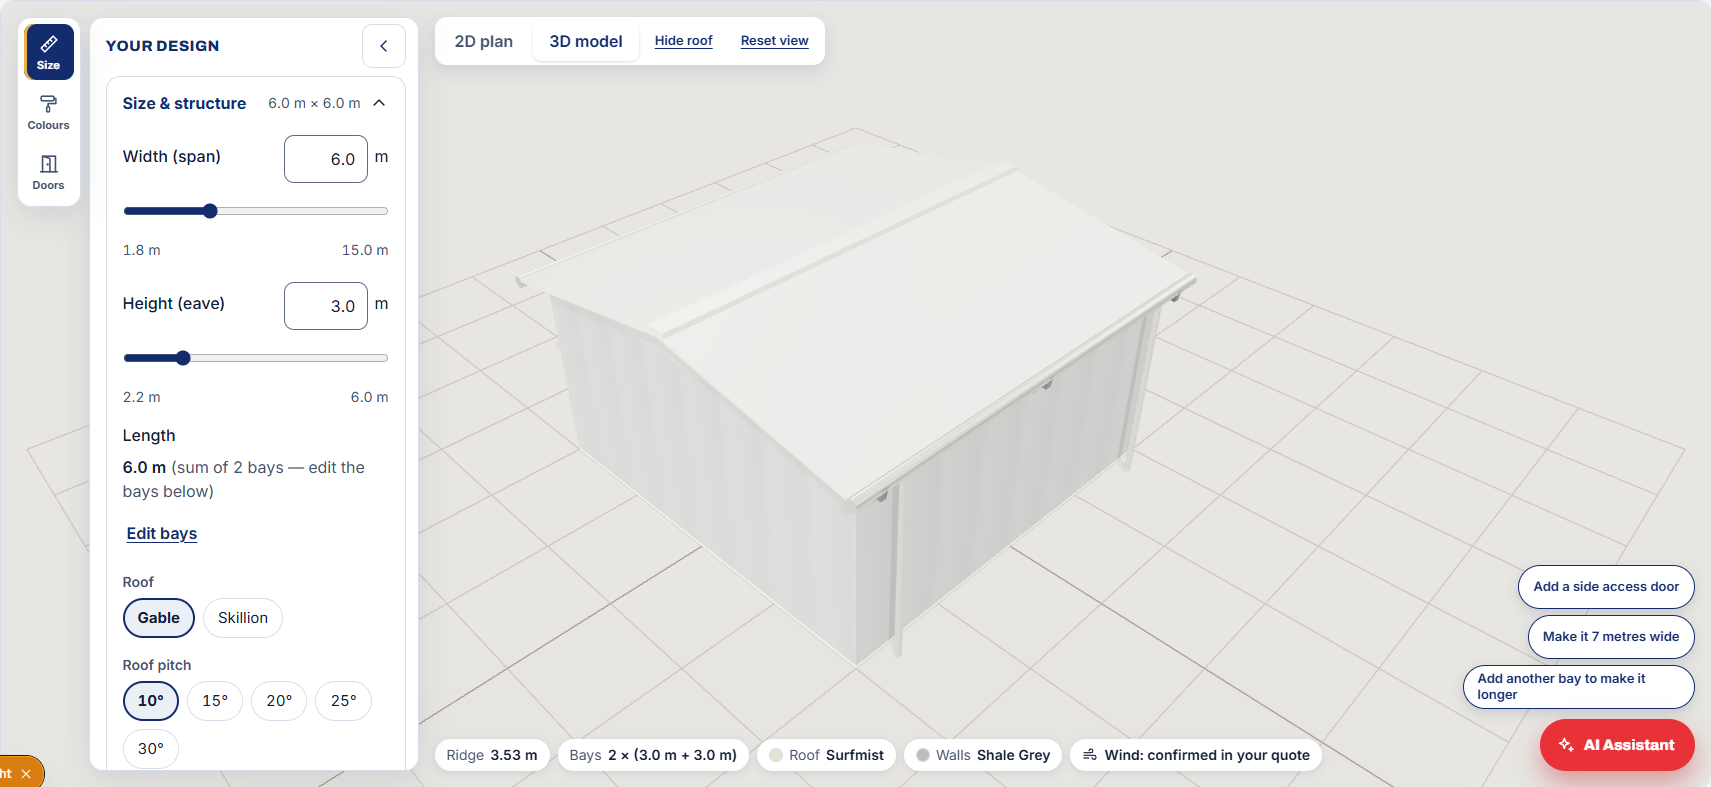 Size
Colours
Doors
YOUR DESIGN
Size & structure 6.0 m × 6.0 m
Width (span) 6.0 m
1.8 m 15.0 m
Height (eave) 3.0 m
2.2 m 6.0 m
Length
6.0 m (sum of 2 bays — edit the
bays below)
Edit bays
Roof
Gable Skillion
Roof pitch
10° 15° 20° 25°
30°
ht ×
2D plan 3D model Hide roof Reset view
Add a side access door
Make it 7 metres wide
Add another bay to make it
longer
AI Assistant
Ridge 3.53 m Bays 2 × (3.0 m + 3.0 m) Roof Surfmist Walls Shale Grey Wind: confirmed in your quote